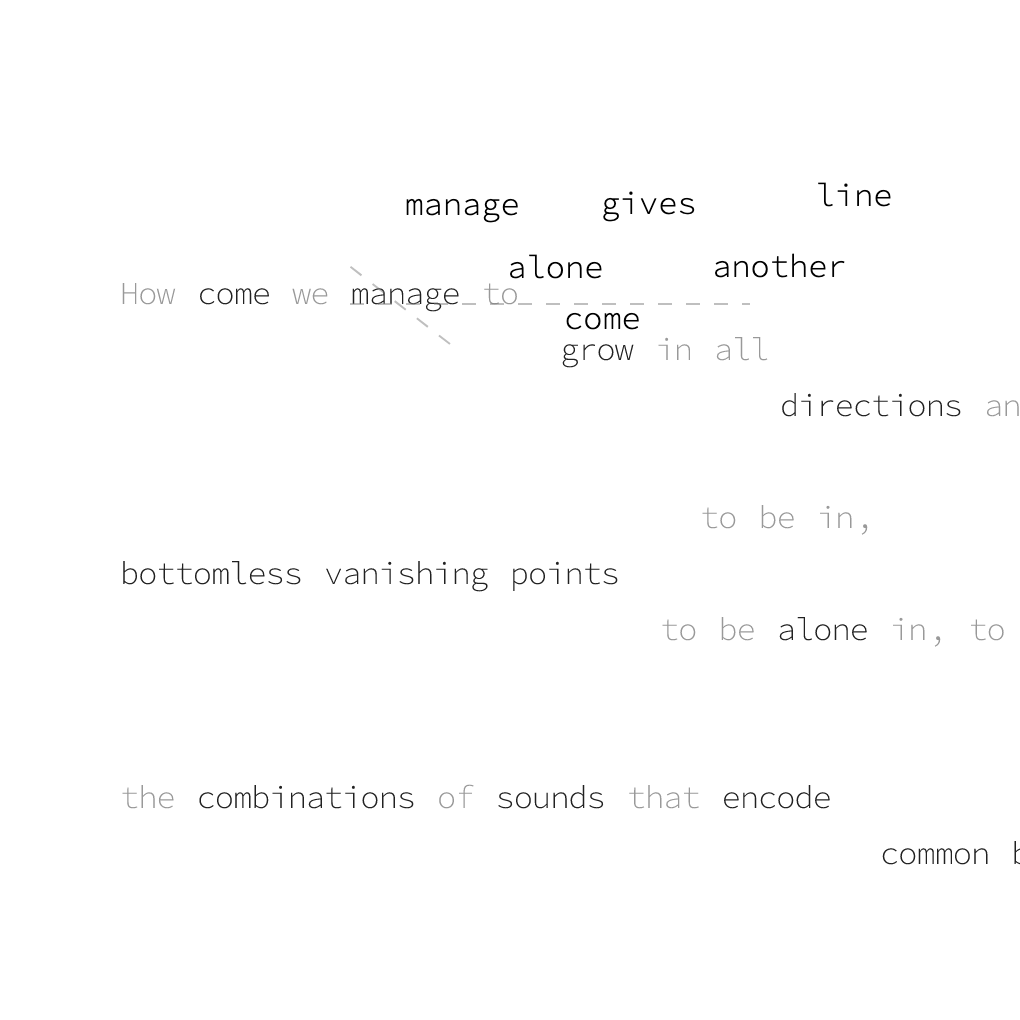 manage gives line
alone another
How come we manage to
come
grow in all
directions an
to be in,
bottomless vanishing points
to be alone in, to
the combinations of sounds that encode
common b